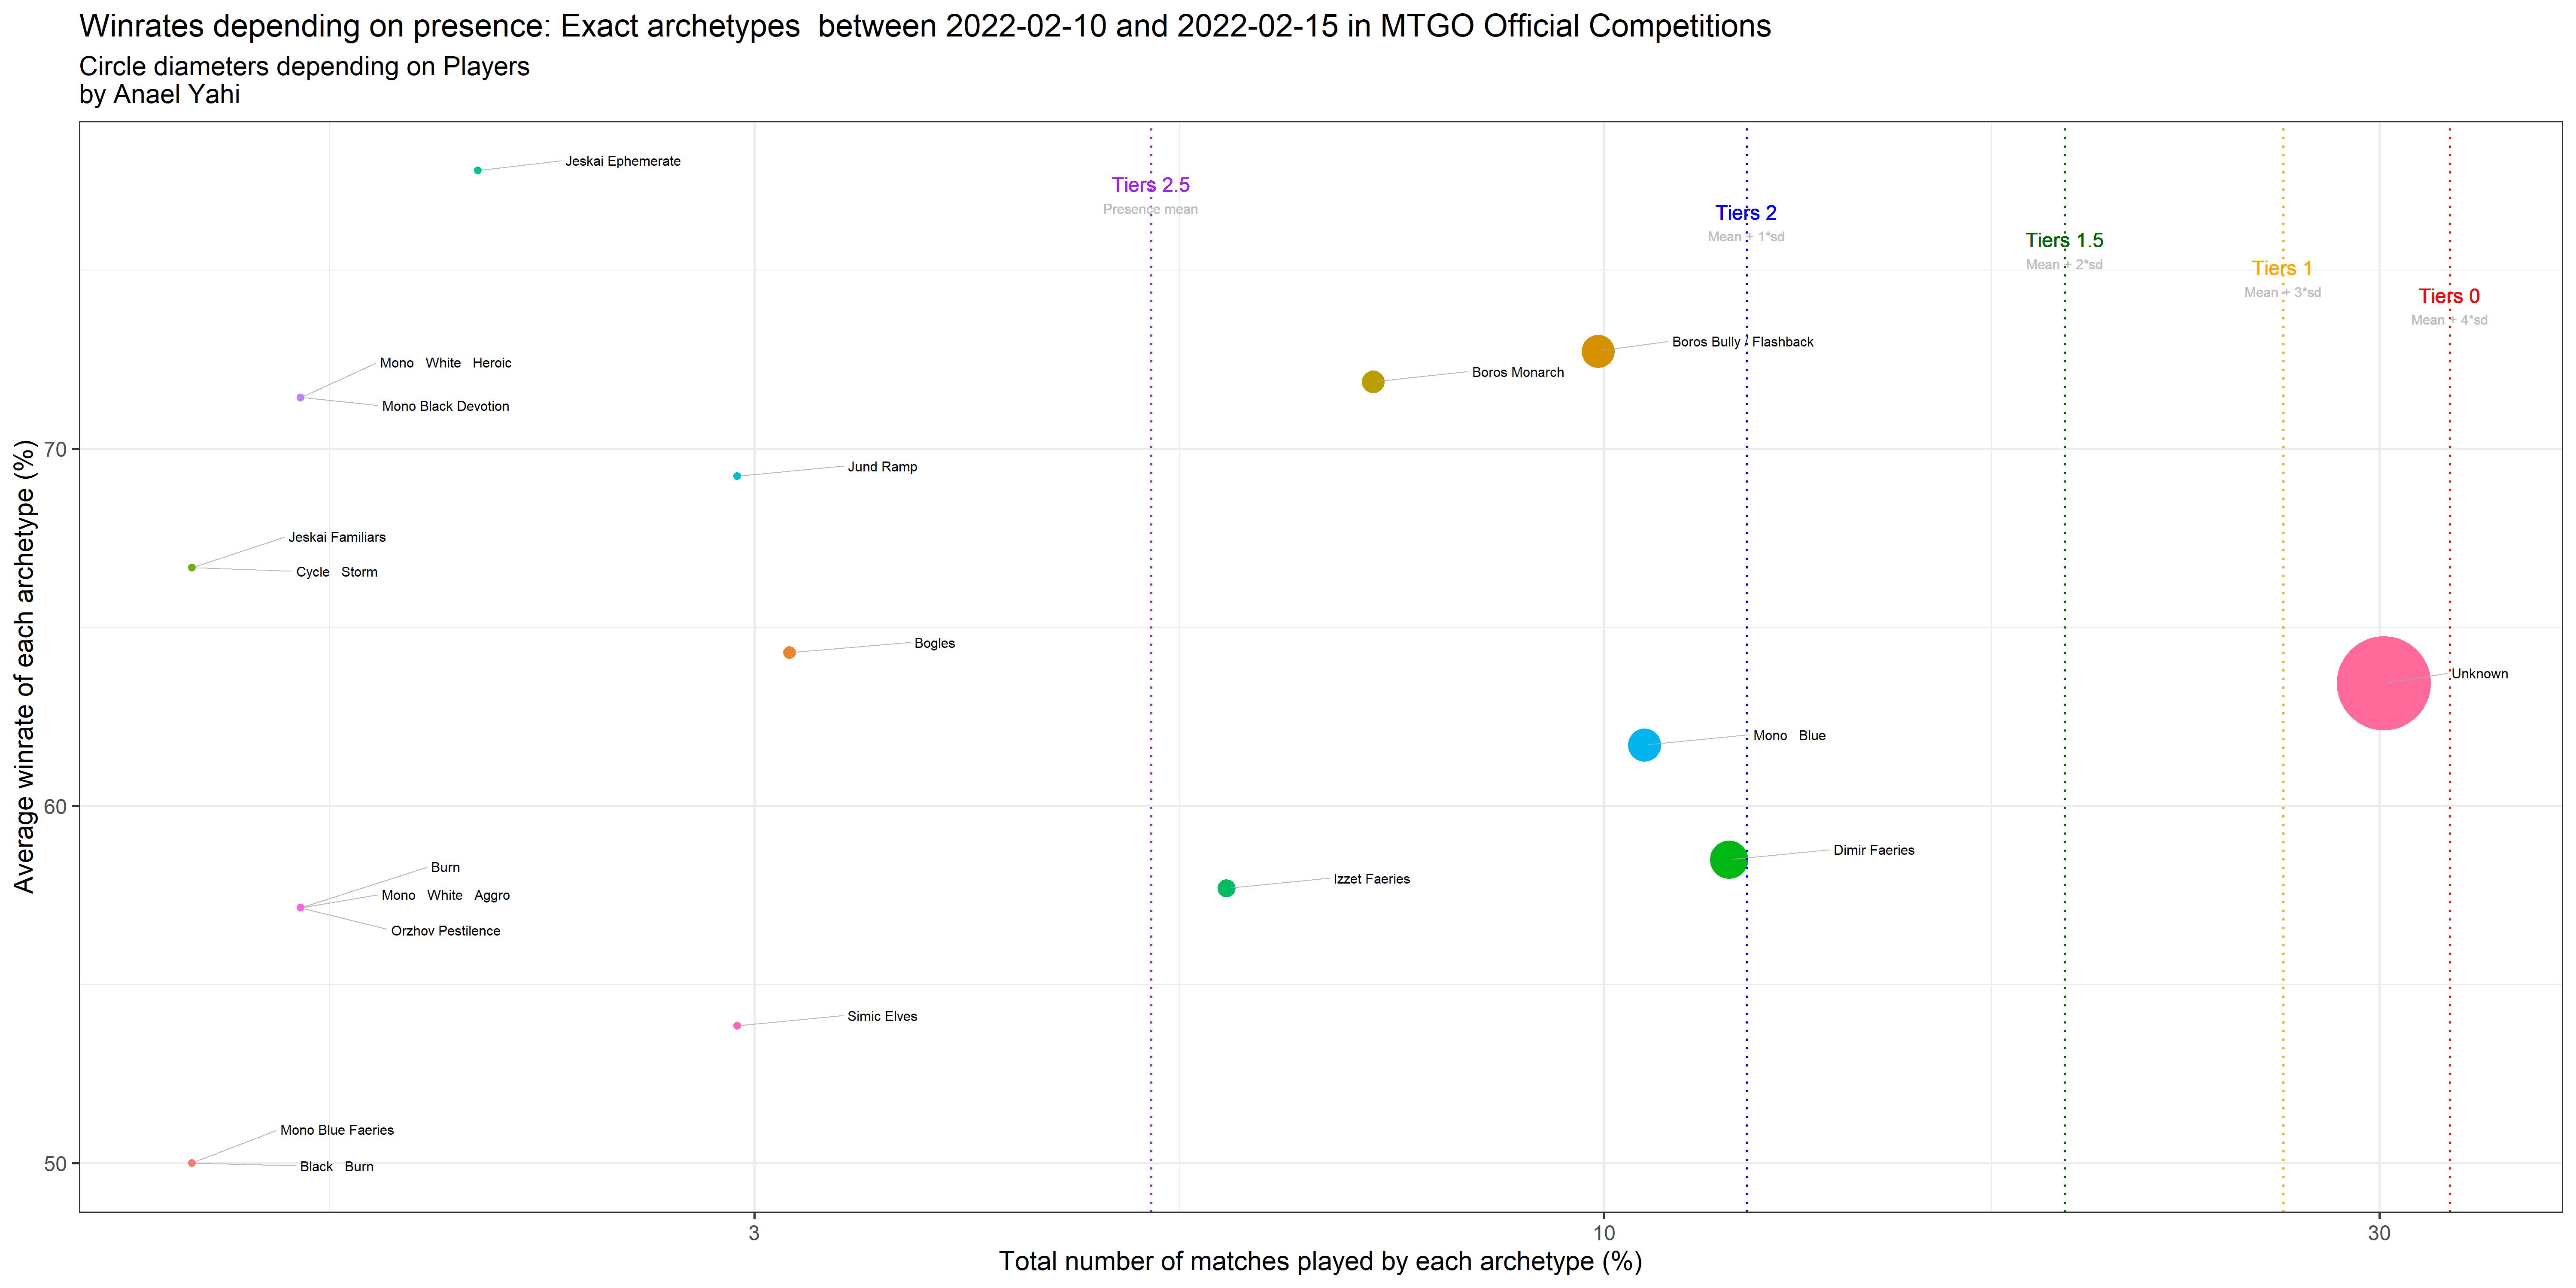 Winrates depending on presence: Exact archetypes  between 2022-02-10 and 2022-02-15 in MTGO Official Competitions
Circle diameters depending on Players
by Anael Yahi
Jeskai Ephemerate
Tiers 2.5
Presence mean
Tiers 2
Mean + 1*sd
Tiers 1.5
Mean + 2*sd
Tiers 1
Mean + 3*sd
Tiers 0
Mean + 4*sd
Boros Bully / Flashback
Mono   White   Heroic
Boros Monarch
Mono Black Devotion
70
Jund Ramp
Jeskai Familiars
Cycle   Storm
Bogles
Unknown
Mono   Blue
60
Dimir Faeries
Burn
Izzet Faeries
Mono   White   Aggro
Orzhov Pestilence
Simic Elves
Mono Blue Faeries
50
Black   Burn
Average winrate of each archetype (%)
3
10
30
Total number of matches played by each archetype (%)